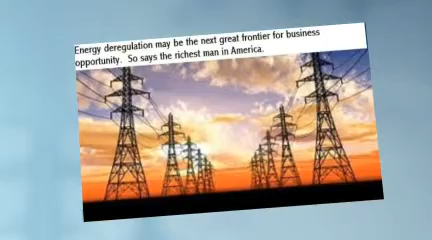 Energy deregulation may be the next great frontier for business
opportunity.  So says the richest man in America.